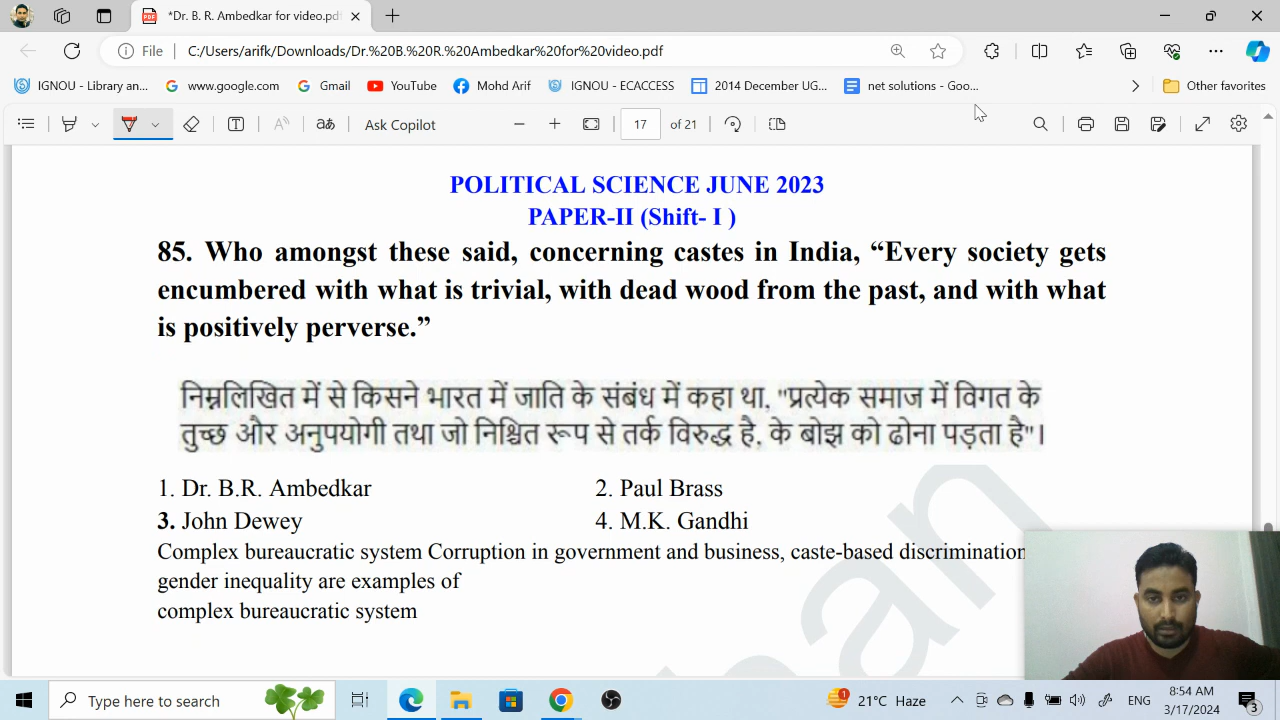 *Dr. B. R. Ambedkar for video.pdf
File C:/Users/arifk/Downloads/Dr.%20B.%20R.%20Ambedkar%20for%20video.pdf
IGNOU - Library an... www.google.com Gmail YouTube Mohd Arif IGNOU - ECACCESS 2014 December UG... net solutions - Goo... Other favorites
Ask Copilot 17 of 21
POLITICAL SCIENCE JUNE 2023
PAPER-II (Shift- I )
85. Who amongst these said, concerning castes in India, “Every society gets
encumbered with what is trivial, with dead wood from the past, and with what
is positively perverse.”
निम्नलिखित में से किसने भारत में जाति के संबंध में कहा था, "प्रत्येक समाज में विगत के
तुच्छ और अनुपयोगी तथा जो निश्चित रूप से तर्क विरुद्ध है, के बोझ को ढोना पड़ता है"।
1. Dr. B.R. Ambedkar 2. Paul Brass
3. John Dewey 4. M.K. Gandhi
Complex bureaucratic system Corruption in government and business, caste-based discrimination
gender inequality are examples of
complex bureaucratic system
Type here to search 21°C Haze ENG 8:54 AM
3/17/2024